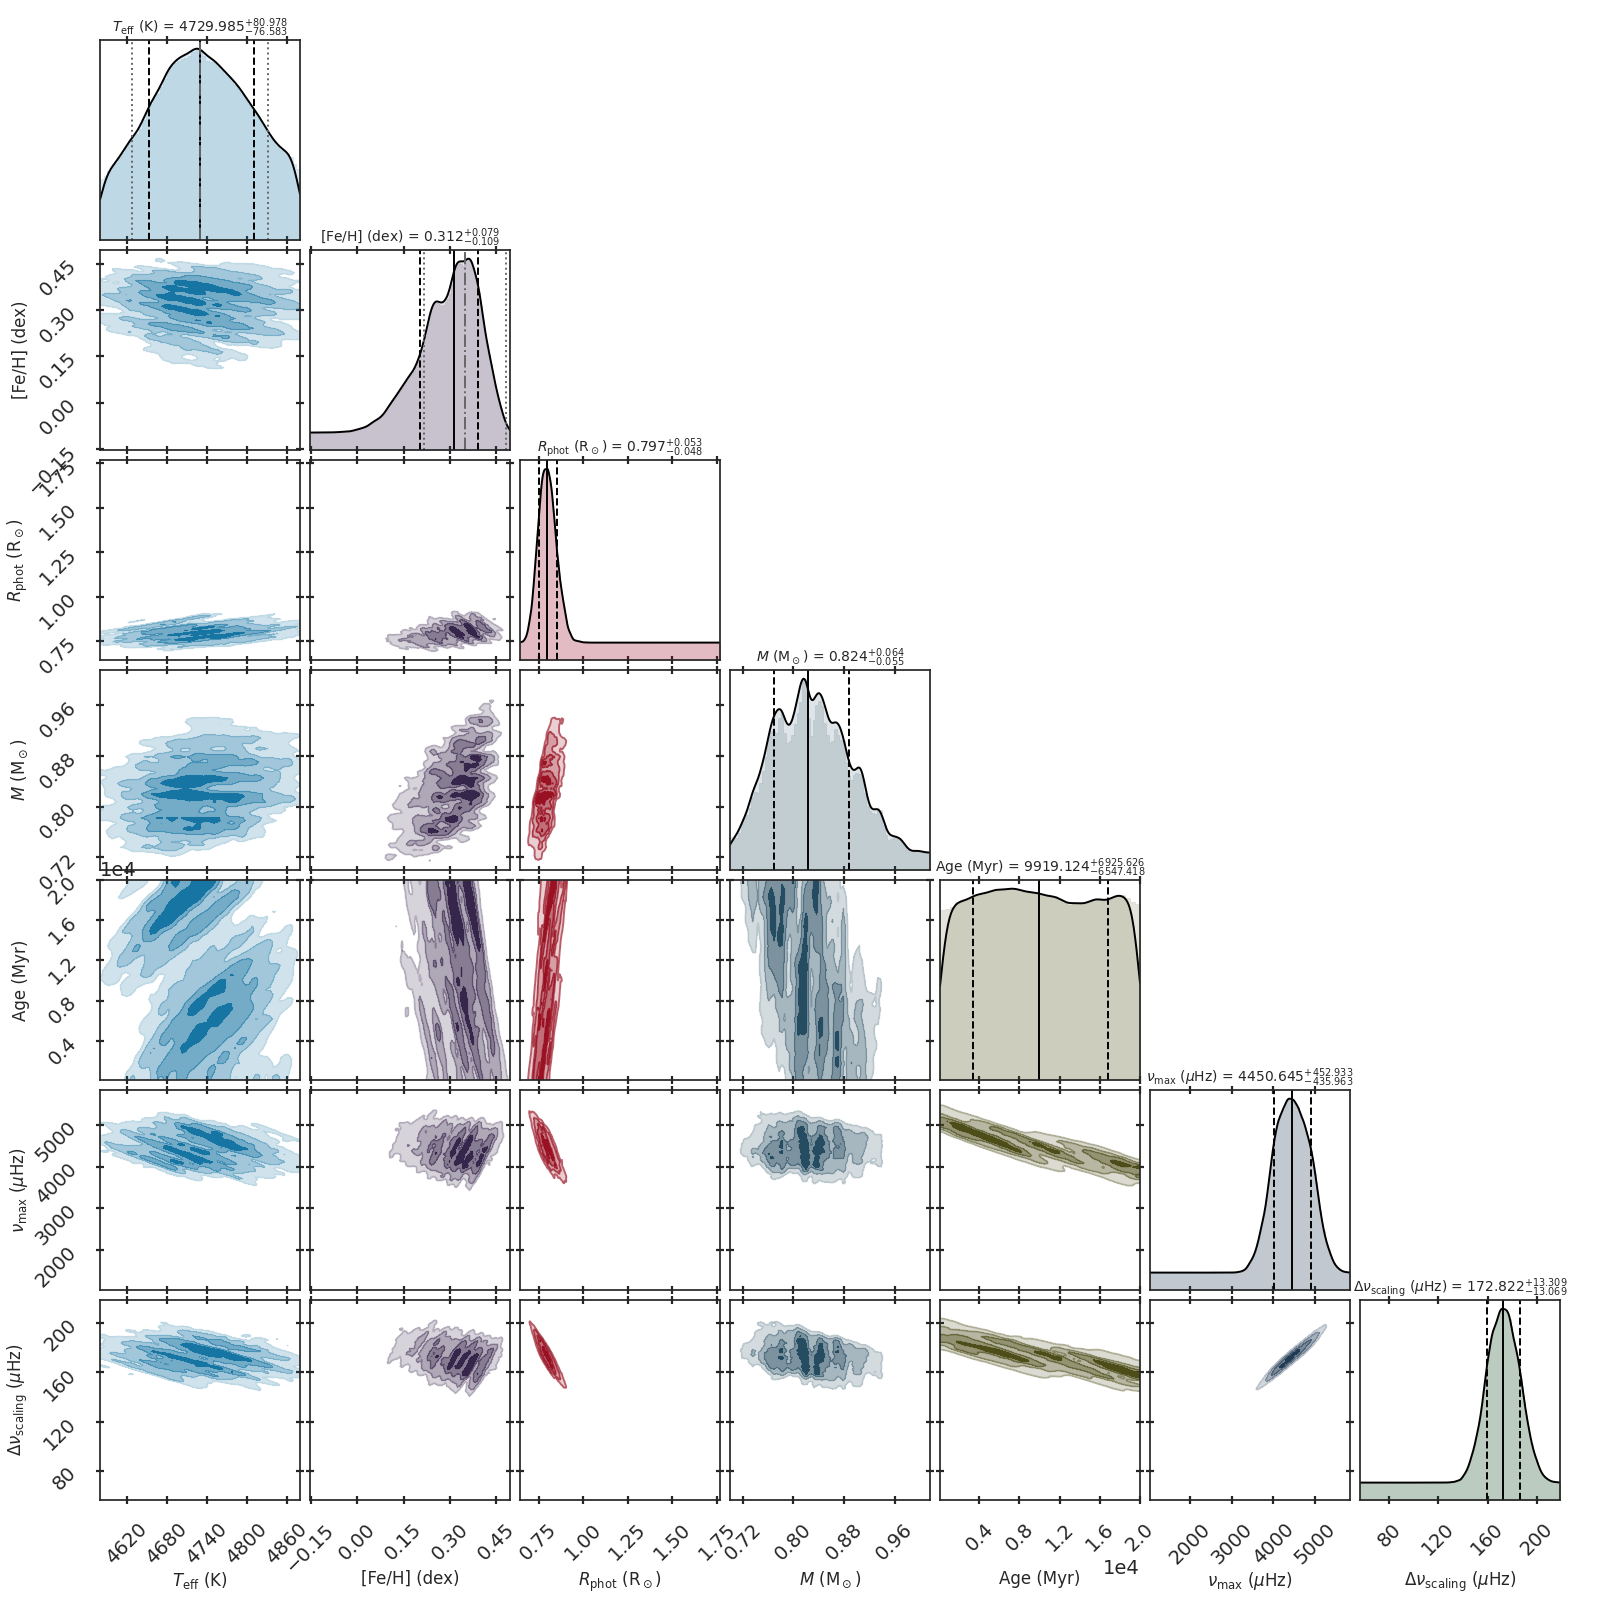 T_eff (K) = 4729.985 +80.978 −76.583
[Fe/H] (dex) = 0.312 +0.079 −0.109
0.45
0.30
0.15
0.00
−0.15
[Fe/H] (dex)
R_phot (R_⊙) = 0.797 +0.053 −0.048
1.75
1.50
1.25
1.00
0.75
R_phot (R_⊙)
M (M_⊙) = 0.824 +0.064 −0.055
0.96
0.88
0.80
0.72
M (M_⊙)
Age (Myr) = 9919.124 +6925.626 −6547.418
1e4
2.0
1.6
1.2
0.8
0.4
Age (Myr)
ν_max (μHz) = 4450.645 +452.933 −435.963
5000
4000
3000
2000
ν_max (μHz)
Δν_scaling (μHz) = 172.822 +13.309 −13.069
200
160
120
80
Δν_scaling (μHz)
4620 4680 4740 4800 4860
−0.15 0.00 0.15 0.30 0.45
0.75 1.00 1.25 1.50 1.75
0.72 0.80 0.88 0.96
0.4 0.8 1.2 1.6 2.0
1e4
2000 3000 4000 5000
80 120 160 200
T_eff (K)
[Fe/H] (dex)
R_phot (R_⊙)
M (M_⊙)
Age (Myr)
ν_max (μHz)
Δν_scaling (μHz)